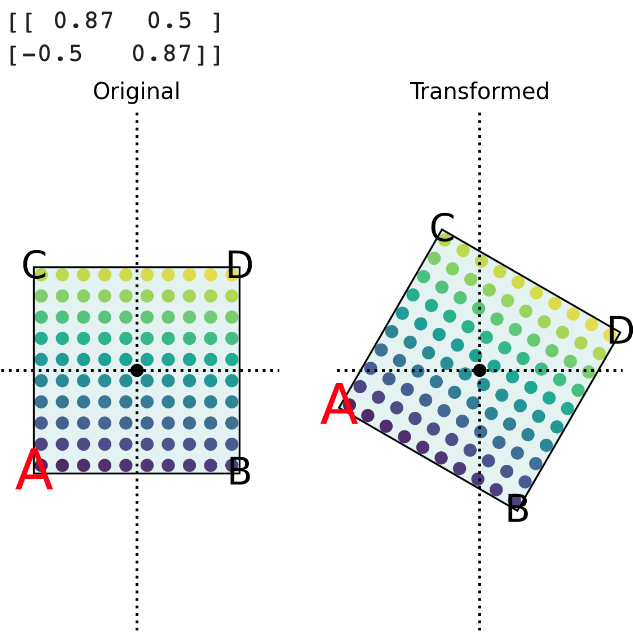 [[ 0.87 0.5 ]
[-0.5 0.87]]
Original
Transformed
C
D
A
B
C
D
A
B